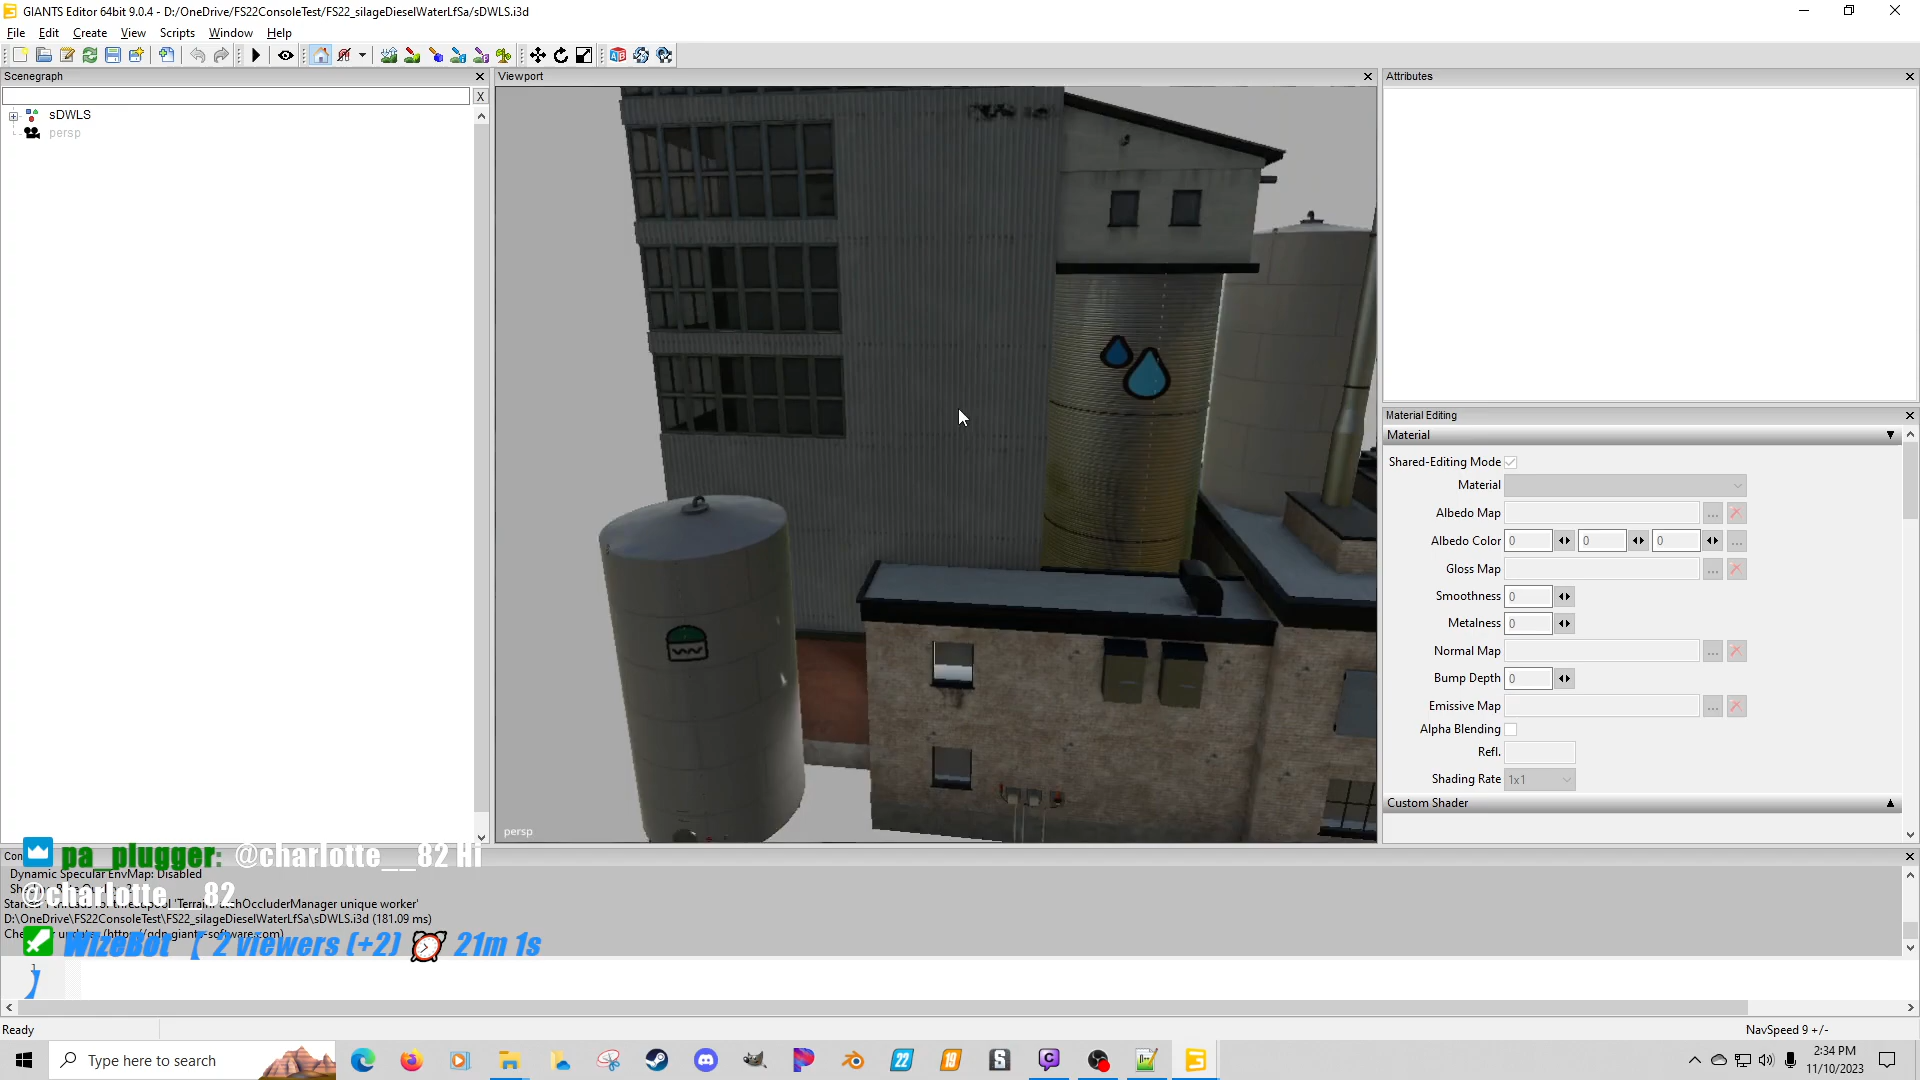 GIANTS Editor 64bit 9.0.4 - D:/OneDrive/FS22ConsoleTest/FS22_silageDieselWaterLfSa/sDWLS.i3d
File Edit Create View Scripts Window Help
Scenegraph
Viewport
Attributes
X
sDWLS
persp
persp
Material Editing
Material
Shared-Editing Mode
Material
Albedo Map ...
Albedo Color 0 0 0 ...
Gloss Map ...
Smoothness 0
Metalness 0
Normal Map ...
Bump Depth 0
Emissive Map ...
Alpha Blending
Refl.
Shading Rate 1x1
Custom Shader
pa_plugger: @charlotte__82 Hi
@charlotte__82
Dynamic Specular EnvMap: Disabled
D:\OneDrive\FS22ConsoleTest\FS22_silageDieselWaterLfSa\sDWLS.i3d (181.09 ms)
WizeBot 【 2 viewers (+2) ⏰ 21m 1s
】
1
Ready
NavSpeed 9 +/-
Type here to search
22
19
S
2:34 PM
11/10/2023